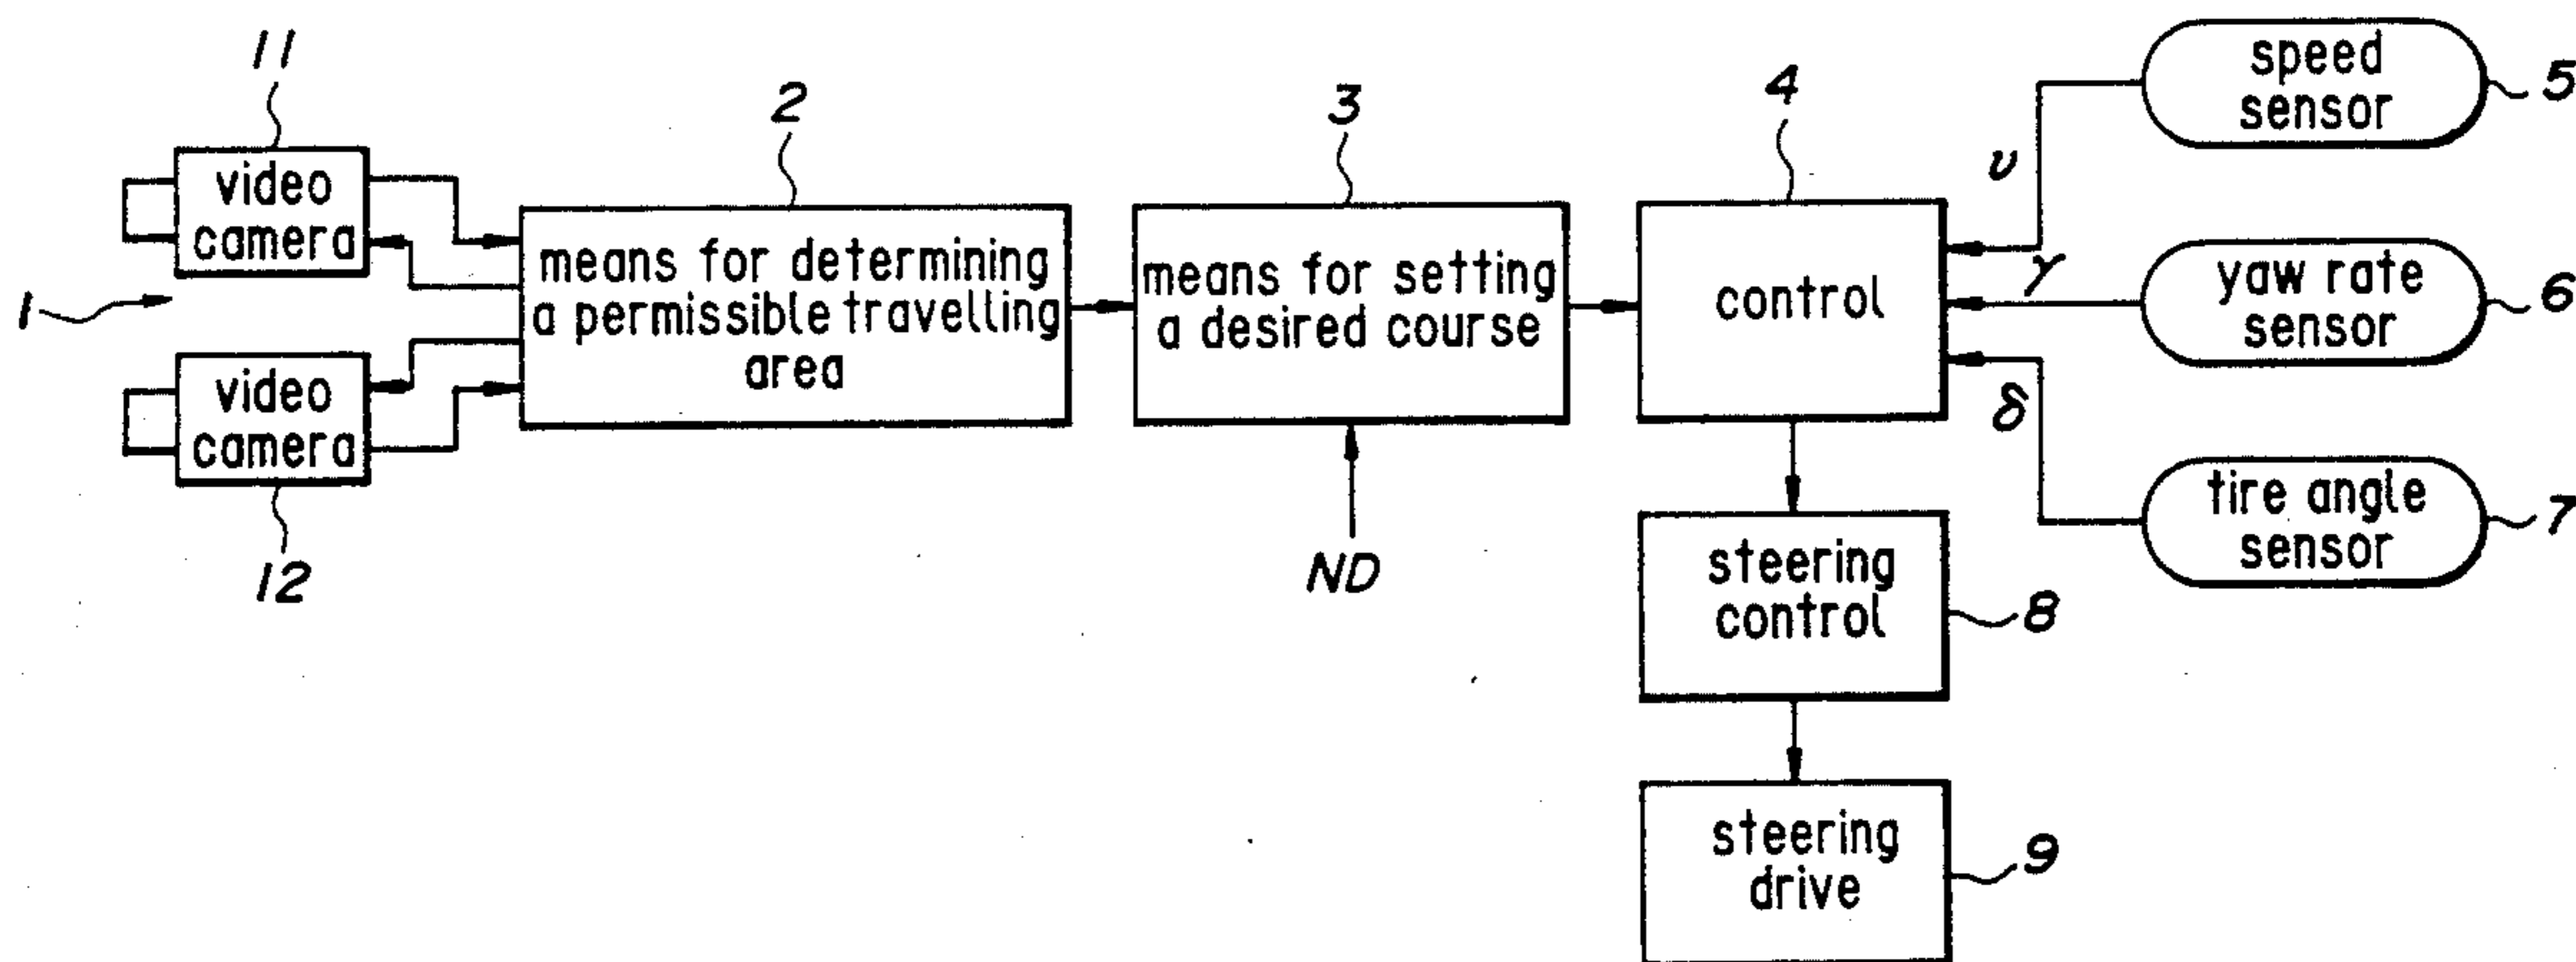 11
video
camera
1
video
camera
12
2
means for determining
a permissible travelling
area
3
means for setting
a desired course
ND
4
control
υ
γ
δ
speed
sensor
5
yaw rate
sensor
6
tire angle
sensor
7
steering
control
8
steering
drive
9